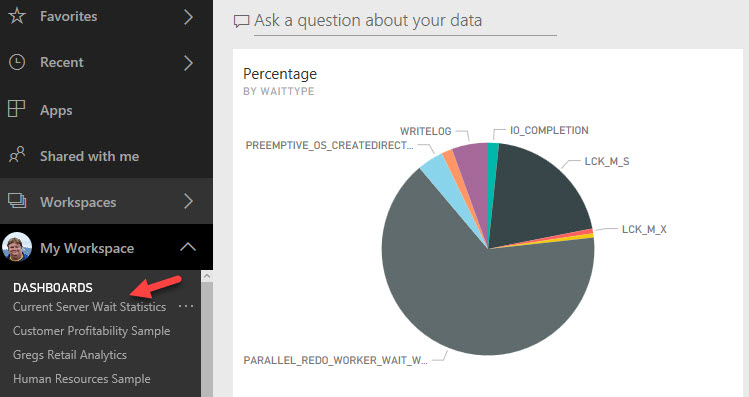 Favorites
Recent
Apps
Shared with me
Workspaces
My Workspace
DASHBOARDS
Current Server Wait Statistics ...
Customer Profitability Sample
Gregs Retail Analytics
Human Resources Sample
Ask a question about your data
Percentage
BY WAITTYPE
WRITELOG
IO_COMPLETION
PREEMPTIVE_OS_CREATEDIRECT...
LCK_M_S
LCK_M_X
PARALLEL_REDO_WORKER_WAIT_W...